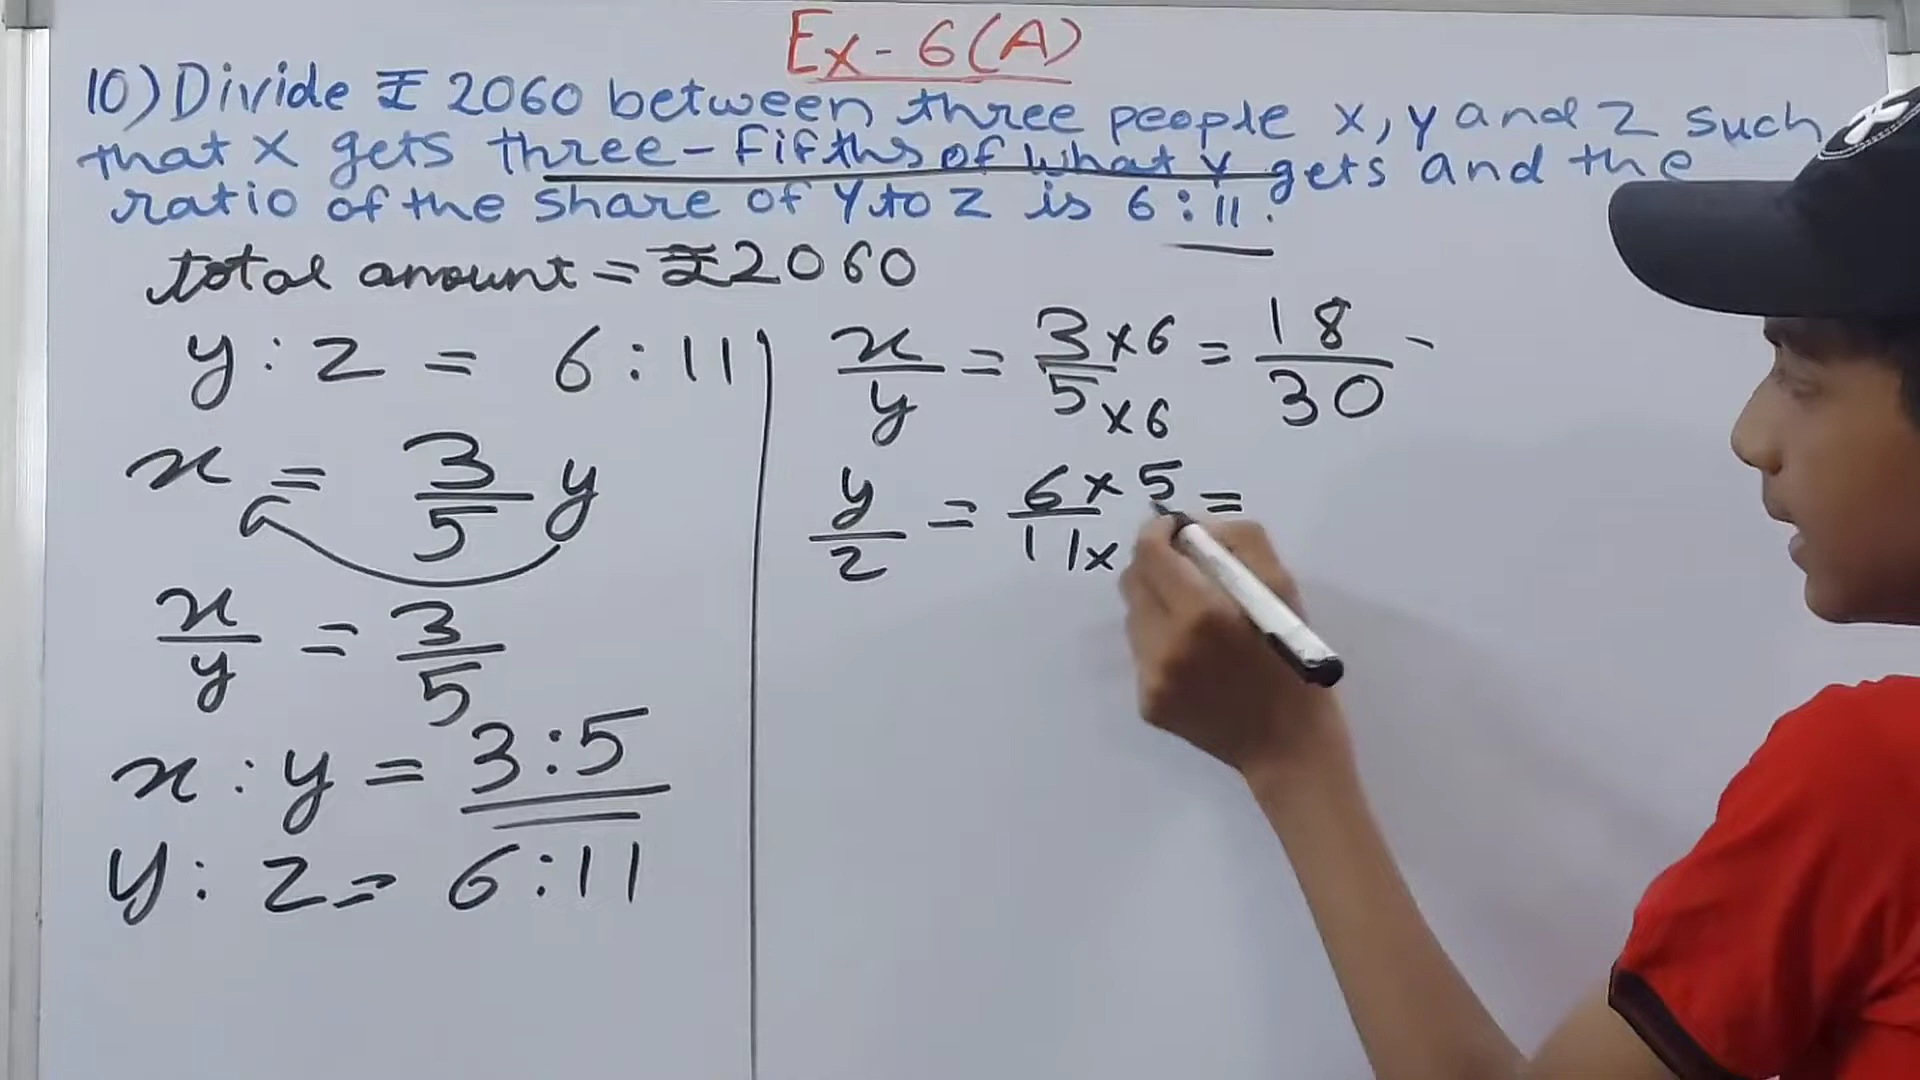 Ex - 6(A)
10) Divide ₹ 2060 between three people x, y and z such
that x gets three-fifths of what y gets and the
ratio of the share of y to z is 6:11.
total amount = ₹2060
y : z = 6 : 11
x = 3/5 y
x/y = 3/5
x : y = 3:5
y : z = 6:11
x/y = 3×6/5×6 = 18/30 -
y/z = 6×5/11× =